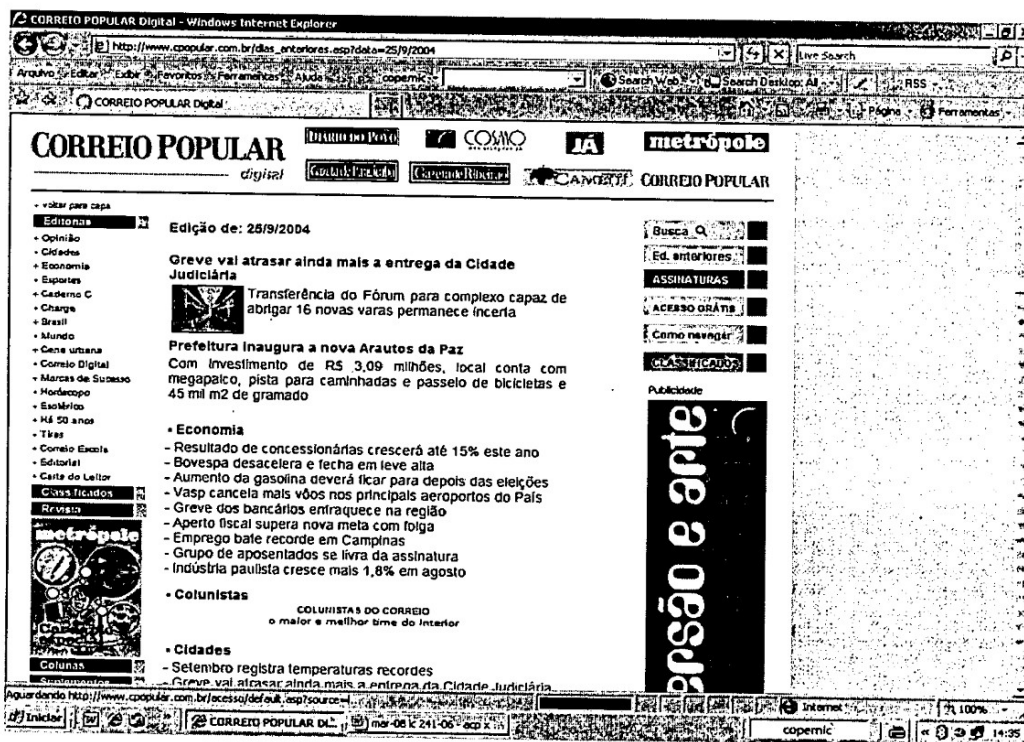 CORREIO POPULAR Digital - Windows Internet Explorer
http://www.cpopular.com.br/dias_anteriores.asp?data=25/9/2004
Live Search
Arquivo Editar Exibir Favoritos Ferramentas Ajuda
copernic
Search Web
Search Desktop: All
RSS
CORREIO POPULAR Digital
Página
Ferramentas
CORREIO POPULAR
digital
DIÁRIO DO POVO
COSMO
JÁ
metrópole
Gazeta de Ribeirão
CORREIO POPULAR
+ voltar para capa
Editorias
+ Opinião
+ Cidades
+ Economia
+ Esportes
+ Caderno C
+ Charge
+ Brasil
+ Mundo
+ Cena urbana
+ Correio Digital
+ Marcas de Sucesso
+ Horóscopo
+ Esotérico
+ Há 50 anos
+ Tiras
+ Correio Escola
+ Editorial
+ Carta do Leitor
Classificados
Revista
metrópole
Colunas
Suplementos
Edição de: 25/9/2004
Greve vai atrasar ainda mais a entrega da Cidade
Judiciária
Transferência do Fórum para complexo capaz de
abrigar 16 novas varas permanece incerta
Prefeitura inaugura a nova Arautos da Paz
Com investimento de R$ 3,09 milhões, local conta com
megapalco, pista para caminhadas e passeio de bicicletas e
45 mil m2 de gramado
• Economia
- Resultado de concessionárias crescerá até 15% este ano
- Bovespa desacelera e fecha em leve alta
- Aumento da gasolina deverá ficar para depois das eleições
- Vasp cancela mais vôos nos principais aeroportos do País
- Greve dos bancários enfraquece na região
- Aperto fiscal supera nova meta com folga
- Emprego bate recorde em Campinas
- Grupo de aposentados se livra da assinatura
- Indústria paulista cresce mais 1,8% em agosto
• Colunistas
COLUNISTAS DO CORREIO
o maior e melhor time do interior
• Cidades
- Setembro registra temperaturas recordes
- Greve vai atrasar ainda mais a entrega da Cidade Judiciária
Busca
Ed. anteriores
ASSINATURAS
ACESSO GRÁTIS
Como navegar
CLASSIFICADOS
Publicidade
ersão e arte
Aguardando http://www.cpopular.com.br/acesso/default.asp?source=
Internet
100%
Iniciar
CORREIO POPULAR Di...
copernic
14:35